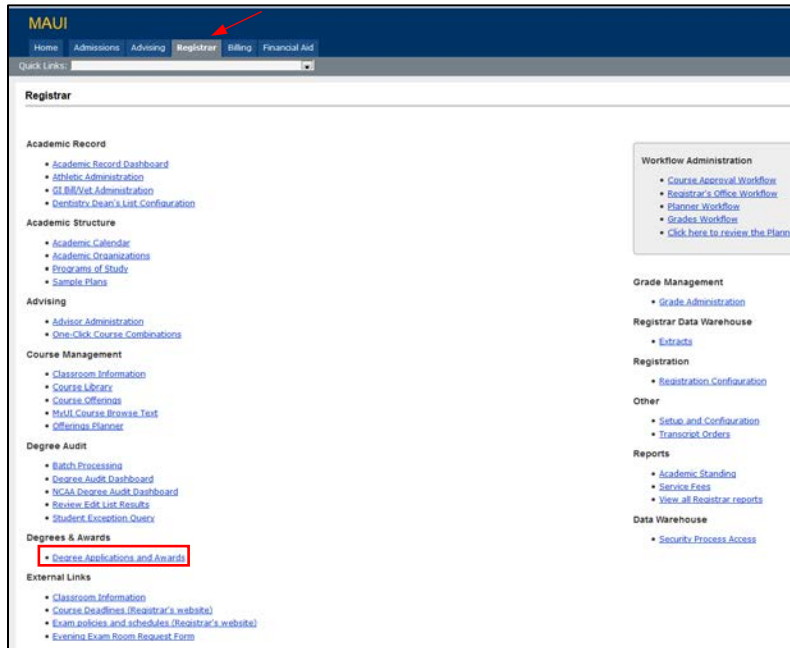 MAUI
Home Admissions Advising Registrar Billing Financial Aid
Quick Links:
Registrar
Academic Record
Academic Record Dashboard
Athletic Administration
GI Bill/Vet Administration
Dentistry Dean's List Configuration
Academic Structure
Academic Calendar
Academic Organizations
Programs of Study
Sample Plans
Advising
Advisor Administration
One-Click Course Combinations
Course Management
Classroom Information
Course Library
Course Offerings
MyUI Course Browse Text
Offerings Planner
Degree Audit
Batch Processing
Degree Audit Dashboard
NCAA Degree Audit Dashboard
Review Edit List Results
Student Exception Query
Degrees & Awards
Degree Applications and Awards
External Links
Classroom Information
Course Deadlines (Registrar's website)
Exam policies and schedules (Registrar's website)
Evening Exam Room Request Form
Workflow Administration
Course Approval Workflow
Registrar's Office Workflow
Planner Workflow
Grades Workflow
Click here to review the Plann
Grade Management
Grade Administration
Registrar Data Warehouse
Extracts
Registration
Registration Configuration
Other
Setup and Configuration
Transcript Orders
Reports
Academic Standing
Service Fees
View all Registrar reports
Data Warehouse
Security Process Access